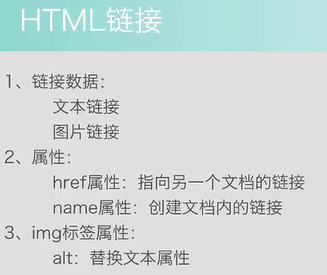 HTML链接
1、链接数据：
文本链接
图片链接
2、属性：
href属性：指向另一个文档的链接
name属性：创建文档内的链接
3、img标签属性：
alt：替换文本属性